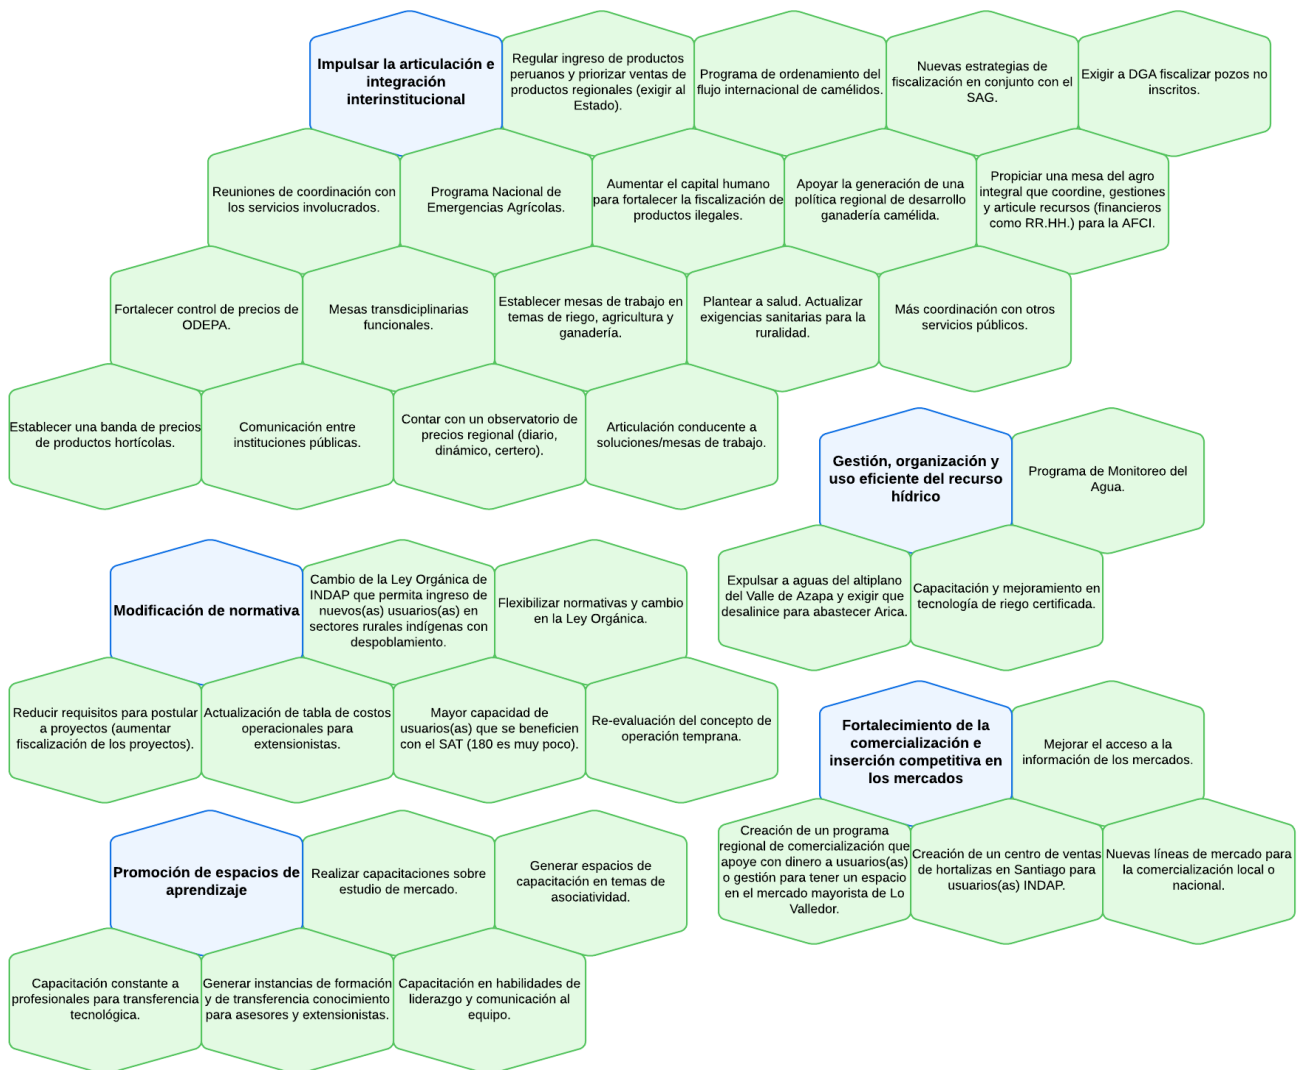 Impulsar la articulación e
integración
interinstitucional
Regular ingreso de productos
peruanos y priorizar ventas de
productos regionales (exigir al
Estado).
Programa de ordenamiento del
flujo internacional de camélidos.
Nuevas estrategias de
fiscalización en conjunto con el
SAG.
Exigir a DGA fiscalizar pozos no
inscritos.
Reuniones de coordinación con
los servicios involucrados.
Programa Nacional de
Emergencias Agrícolas.
Aumentar el capital humano
para fortalecer la fiscalización de
productos ilegales.
Apoyar la generación de una
política regional de desarrollo
ganadería camélida.
Propiciar una mesa del agro
integral que coordine, gestiones
y articule recursos (financieros
como RR.HH.) para la AFCI.
Fortalecer control de precios de
ODEPA.
Mesas transdiciplinarias
funcionales.
Establecer mesas de trabajo en
temas de riego, agricultura y
ganadería.
Plantear a salud. Actualizar
exigencias sanitarias para la
ruralidad.
Más coordinación con otros
servicios públicos.
Establecer una banda de precios
de productos hortícolas.
Comunicación entre
instituciones públicas.
Contar con un observatorio de
precios regional (diario,
dinámico, certero).
Articulación conducente a
soluciones/mesas de trabajo.
Gestión, organización y
uso eficiente del recurso
hídrico
Programa de Monitoreo del
Agua.
Expulsar a aguas del altiplano
del Valle de Azapa y exigir que
desalinice para abastecer Arica.
Capacitación y mejoramiento en
tecnología de riego certificada.
Modificación de normativa
Cambio de la Ley Orgánica de
INDAP que permita ingreso de
nuevos(as) usuarios(as) en
sectores rurales indígenas con
despoblamiento.
Flexibilizar normativas y cambio
en la Ley Orgánica.
Reducir requisitos para postular
a proyectos (aumentar
fiscalización de los proyectos).
Actualización de tabla de costos
operacionales para
extensionistas.
Mayor capacidad de
usuarios(as) que se beneficien
con el SAT (180 es muy poco).
Re-evaluación del concepto de
operación temprana.
Fortalecimiento de la
comercialización e
inserción competitiva en
los mercados
Mejorar el acceso a la
información de los mercados.
Creación de un programa
regional de comercialización que
apoye con dinero a usuarios(as)
o gestión para tener un espacio
en el mercado mayorista de Lo
Valledor.
Creación de un centro de ventas
de hortalizas en Santiago para
usuarios(as) INDAP.
Nuevas líneas de mercado para
la comercialización local o
nacional.
Promoción de espacios de
aprendizaje
Realizar capacitaciones sobre
estudio de mercado.
Generar espacios de
capacitación en temas de
asociatividad.
Capacitación constante a
profesionales para transferencia
tecnológica.
Generar instancias de formación
y de transferencia conocimiento
para asesores y extensionistas.
Capacitación en habilidades de
liderazgo y comunicación al
equipo.